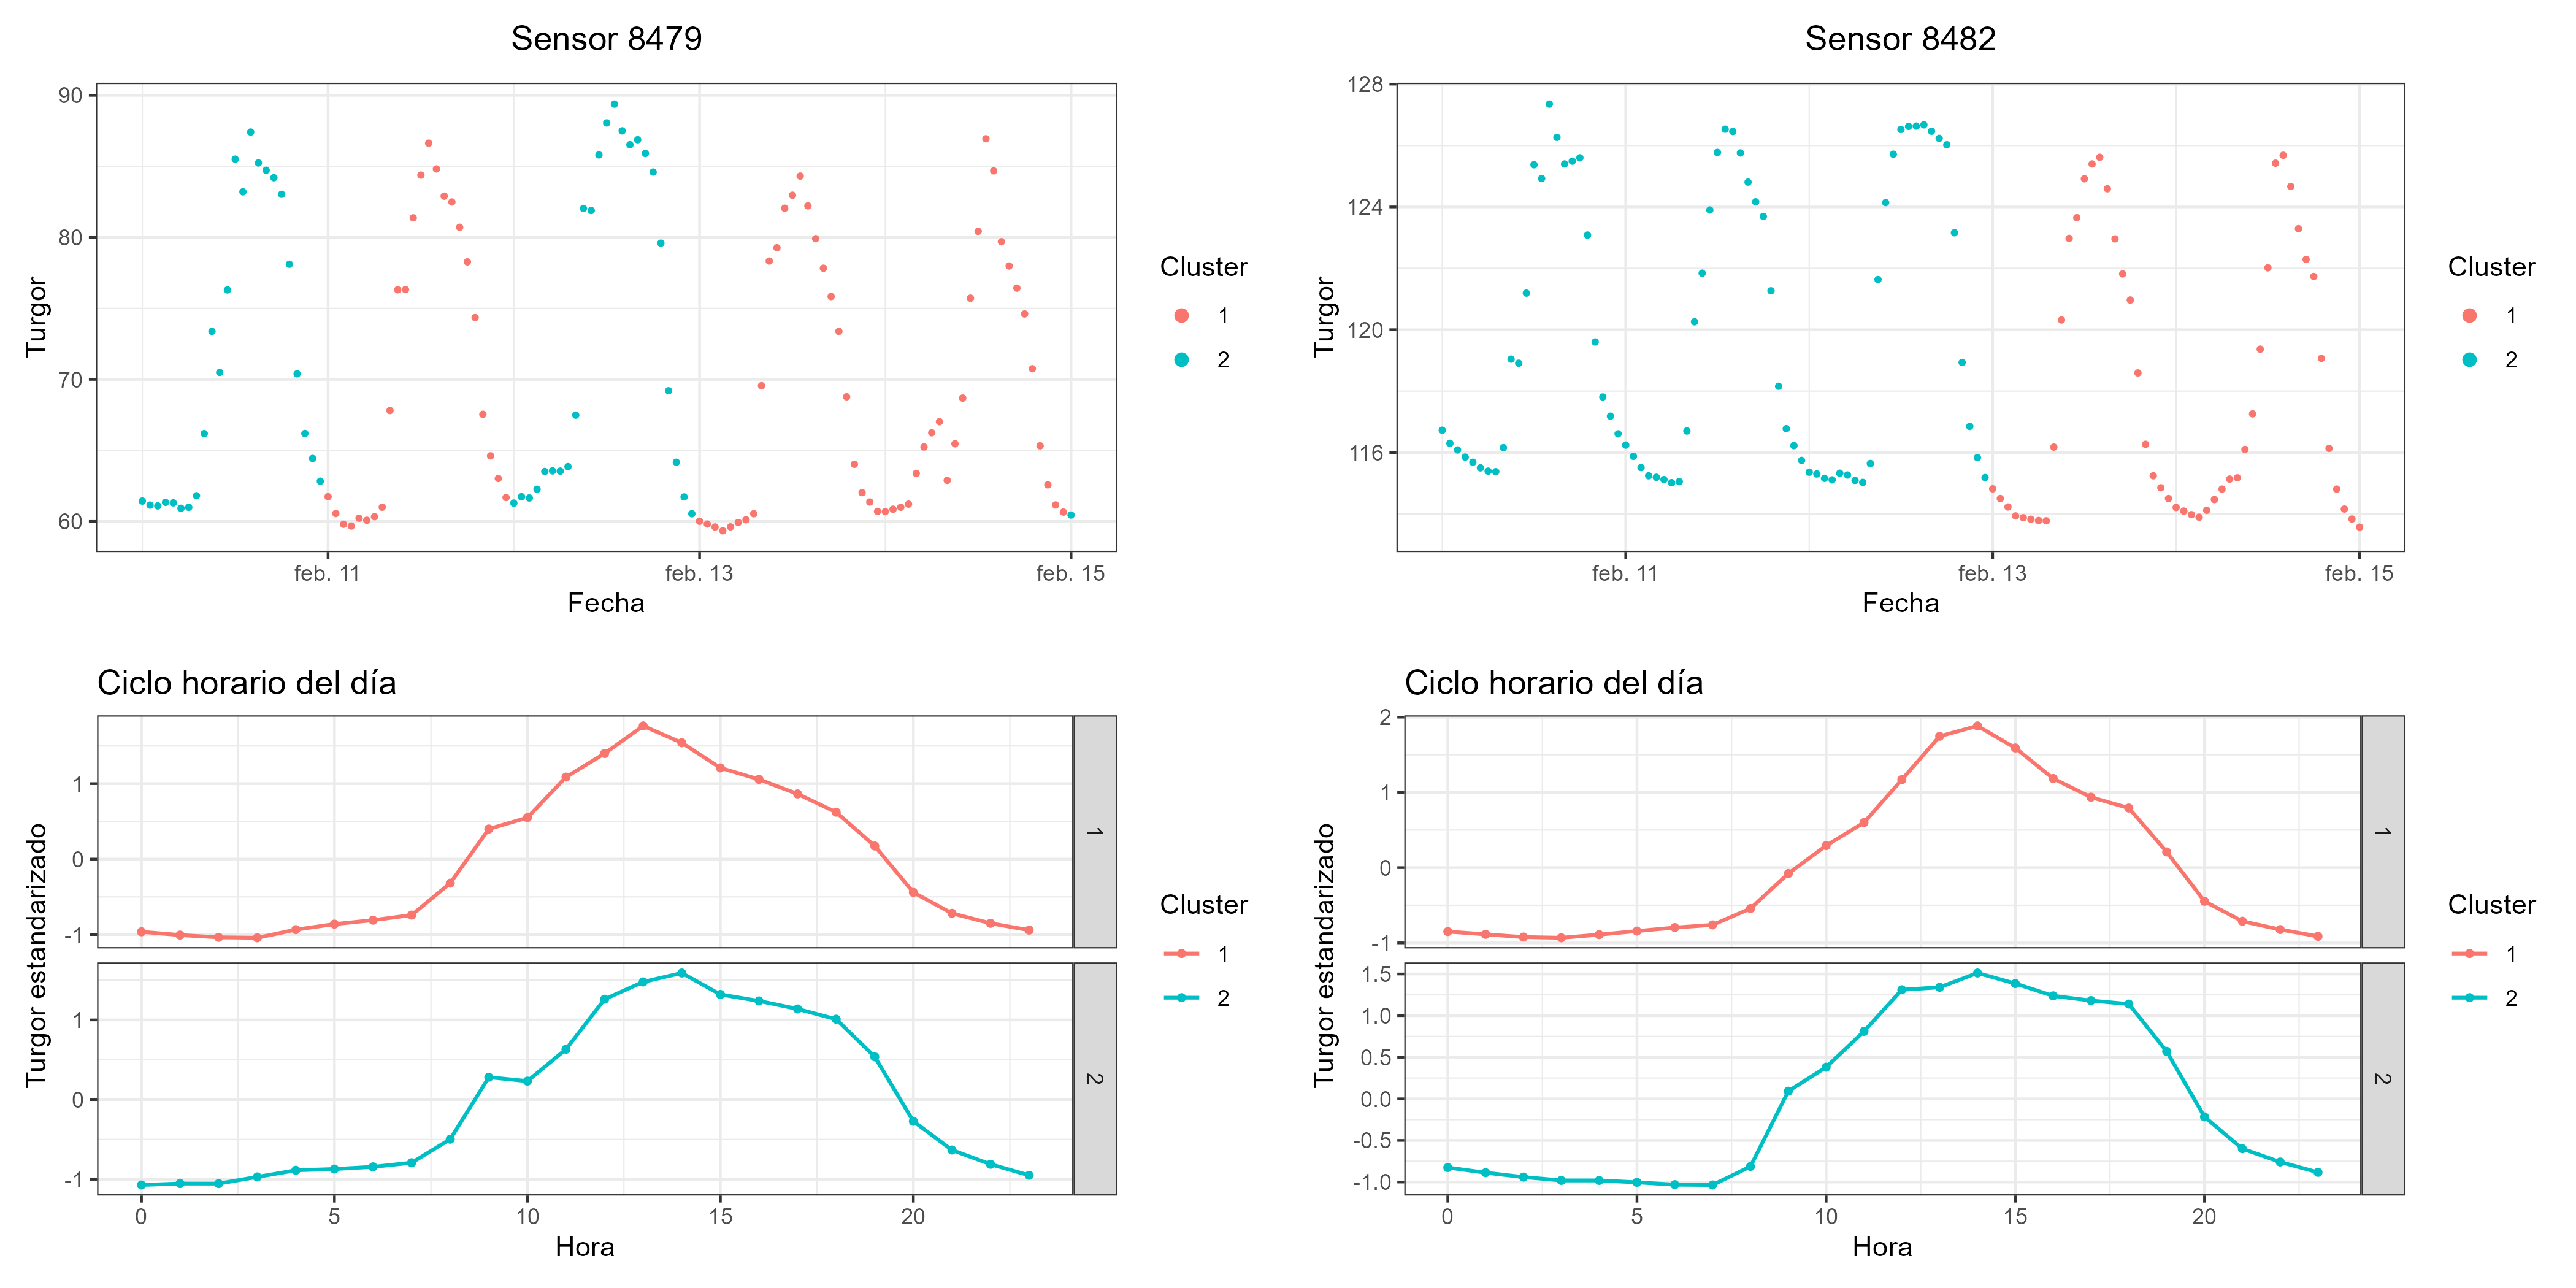 Sensor 8479
90
80
70
60
Turgor
feb. 11
feb. 13
feb. 15
Fecha
Cluster
1
2
Sensor 8482
128
124
120
116
Turgor
feb. 11
feb. 13
feb. 15
Fecha
Cluster
1
2
Ciclo horario del día
1
0
-1
1
1
0
-1
2
Turgor estandarizado
0
5
10
15
20
Hora
Cluster
1
2
Ciclo horario del día
2
1
0
-1
1
1.5
1.0
0.5
0.0
-0.5
-1.0
2
Turgor estandarizado
0
5
10
15
20
Hora
Cluster
1
2